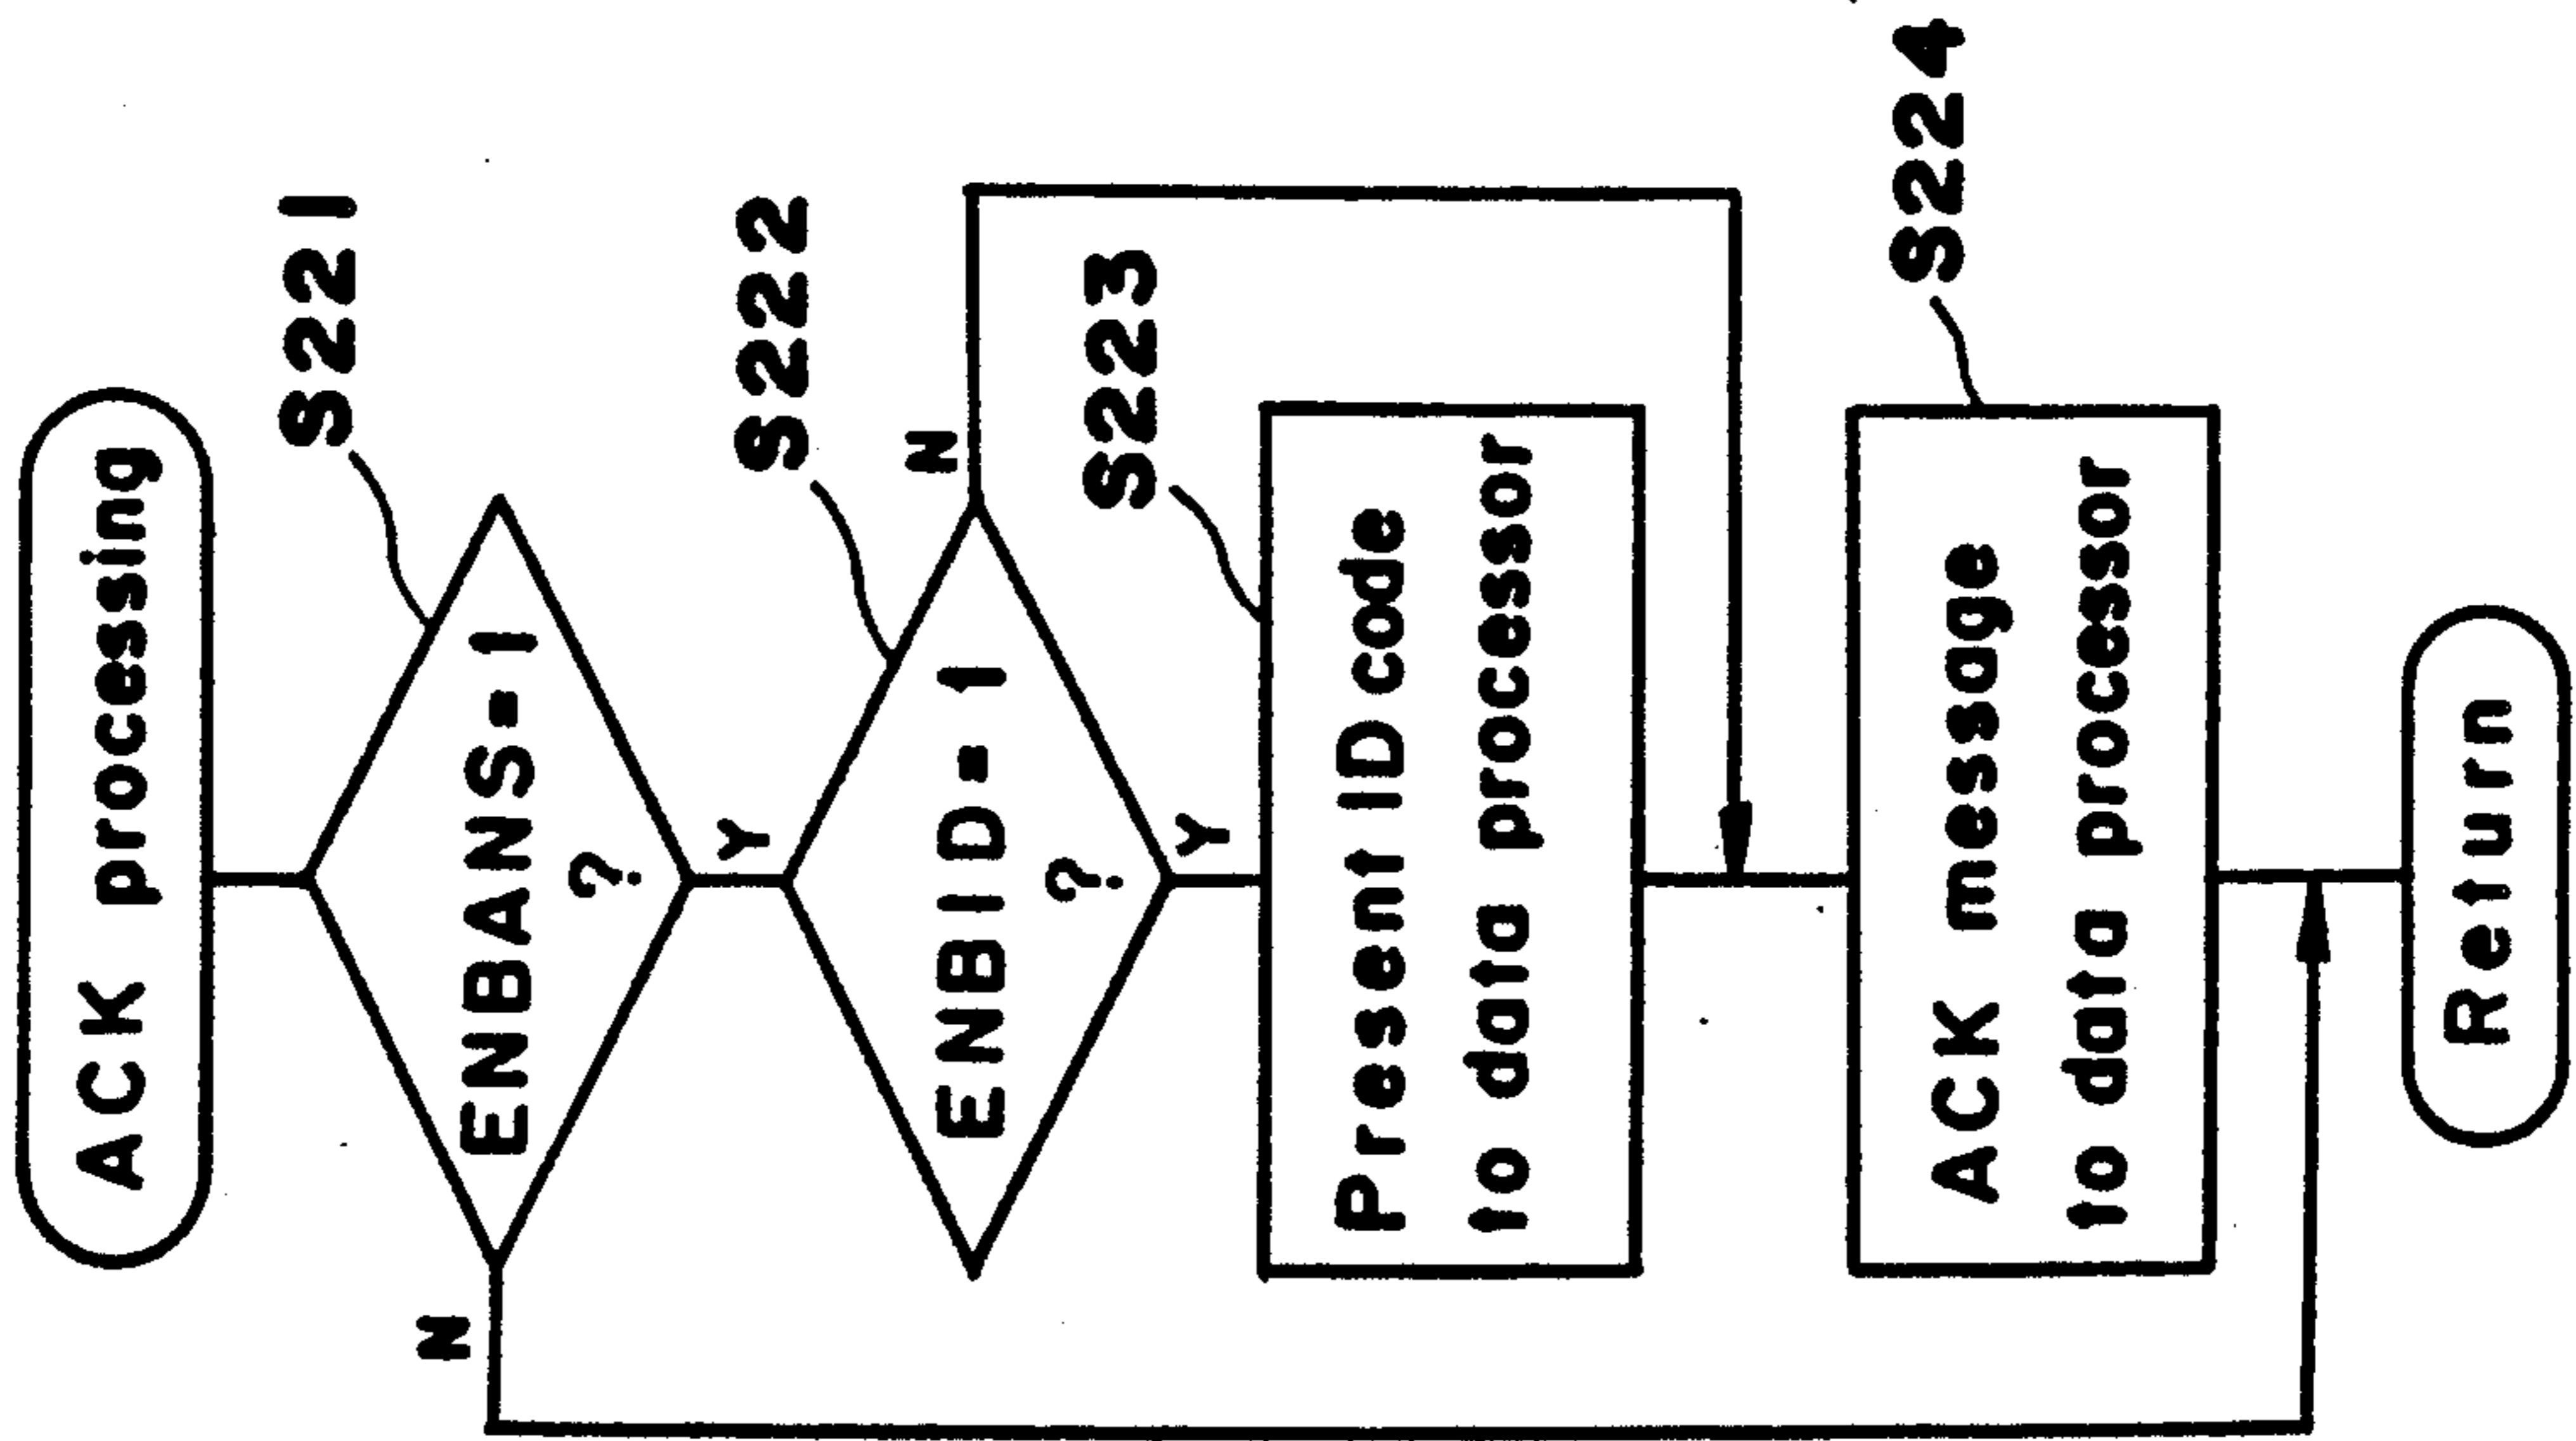 ACK processing
S221
ENBANS=1
?
N
Y
S222
ENBID=1
?
N
Y
S223
Present ID code
to data processor
S224
ACK message
to data processor
Return